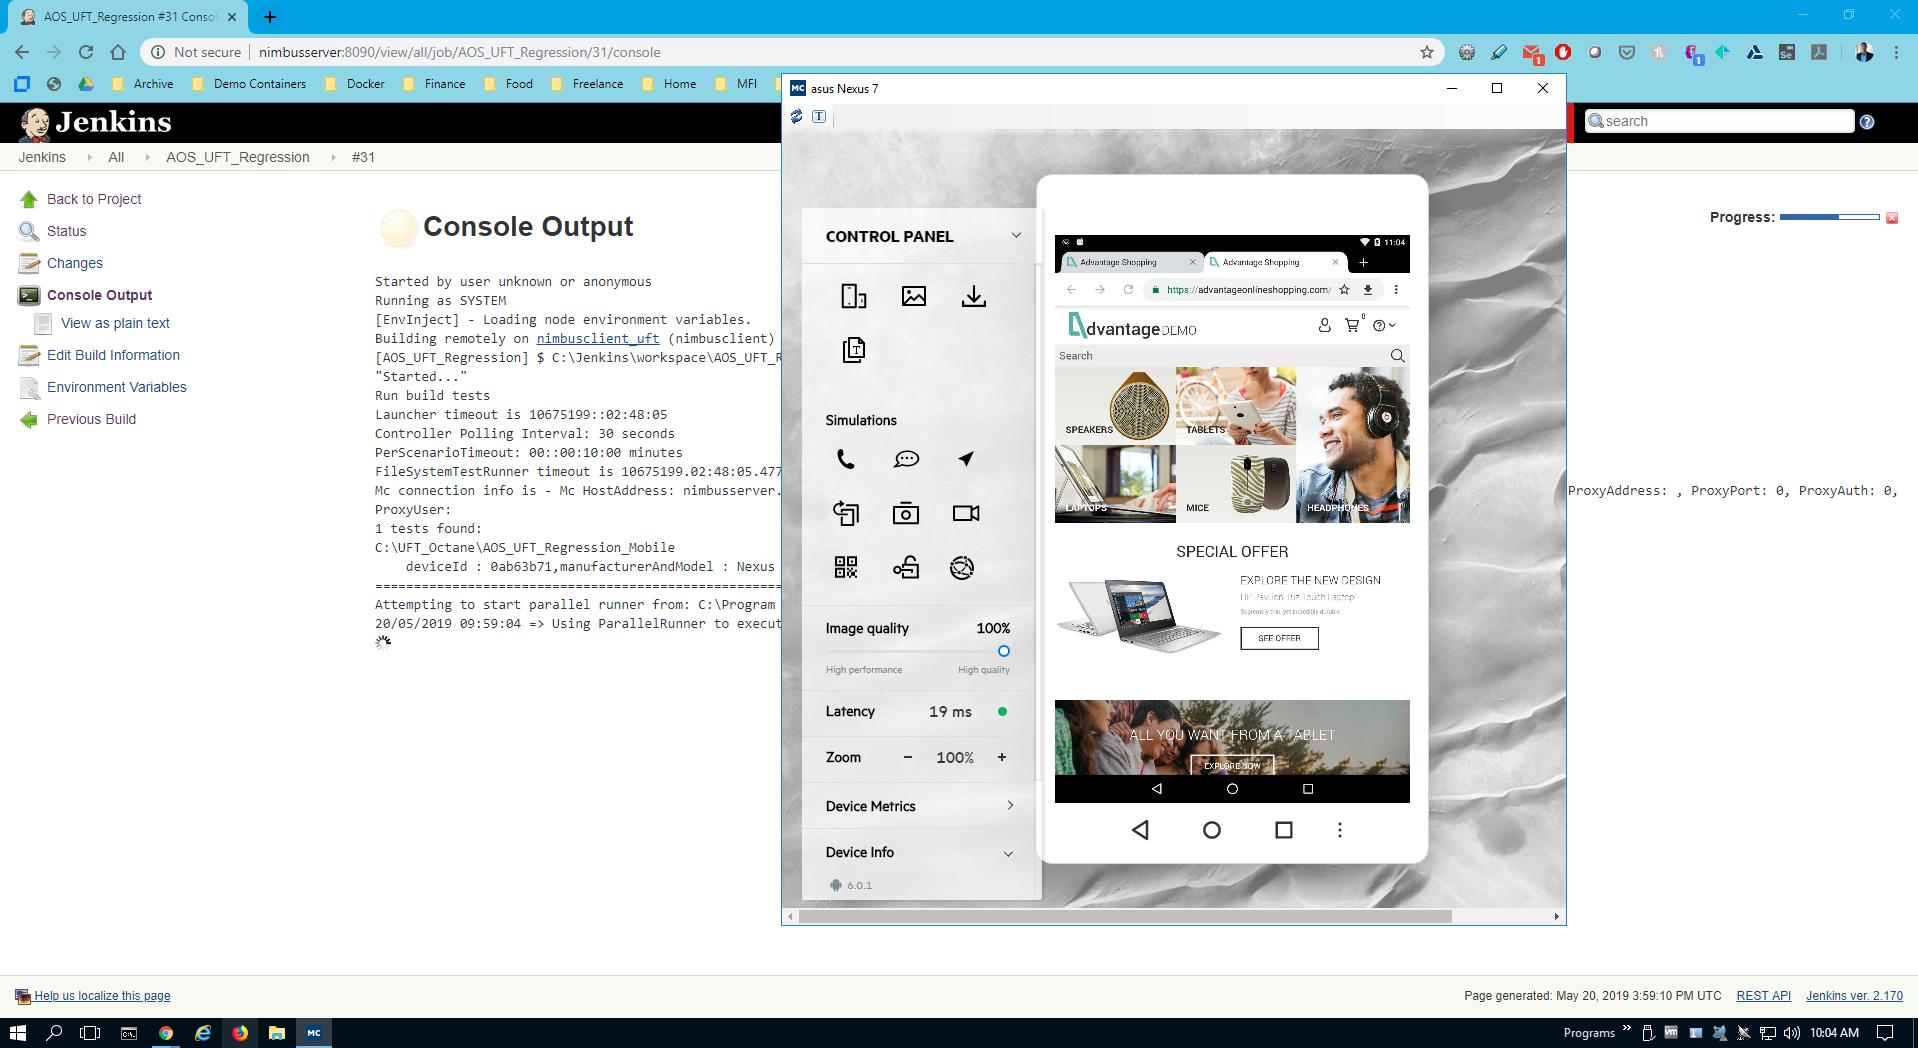 AOS_UFT_Regression #31 Conso
Not secure | nimbusserver:8090/view/all/job/AOS_UFT_Regression/31/console
Archive Demo Containers Docker Finance Food Freelance Home MFI
Jenkins
search
Jenkins All AOS_UFT_Regression #31
Back to Project
Status
Changes
Console Output
View as plain text
Edit Build Information
Environment Variables
Previous Build
Console Output
Progress:
Started by user unknown or anonymous
Running as SYSTEM
[EnvInject] - Loading node environment variables.
Building remotely on nimbusclient_uft (nimbusclient)
[AOS_UFT_Regression] $ C:\Jenkins\workspace\AOS_UFT_R
"Started..."
Run build tests
Launcher timeout is 10675199::02:48:05
Controller Polling Interval: 30 seconds
PerScenarioTimeout: 00::00:10:00 minutes
FileSystemTestRunner timeout is 10675199.02:48:05.477
Mc connection info is - Mc HostAddress: nimbusserver.
ProxyAddress: , ProxyPort: 0, ProxyAuth: 0,
ProxyUser:
1 tests found:
C:\UFT_Octane\AOS_UFT_Regression_Mobile
deviceId : 0ab63b71,manufacturerAndModel : Nexus
========================================================
Attempting to start parallel runner from: C:\Program
20/05/2019 09:59:04 => Using ParallelRunner to execut
MC asus Nexus 7
T
CONTROL PANEL
T
Simulations
Image quality 100%
High performance High quality
Latency 19 ms
Zoom - 100% +
Device Metrics
Device Info
6.0.1
11:04
Advantage Shopping
Advantage Shopping
https://advantageonlineshopping.com/
dvantage DEMO
0
Search
SPEAKERS
TABLETS
LAPTOPS
MICE
HEADPHONES
SPECIAL OFFER
EXPLORE THE NEW DESIGN
HP Pavilion 15z Touch Laptop
Supremely thin, yet incredibly durable
SEE OFFER
ALL YOU WANT FROM A TABLET
EXPLORE NOW
Help us localize this page
Page generated: May 20, 2019 3:59:10 PM UTC REST API Jenkins ver. 2.170
MC
Programs
10:04 AM